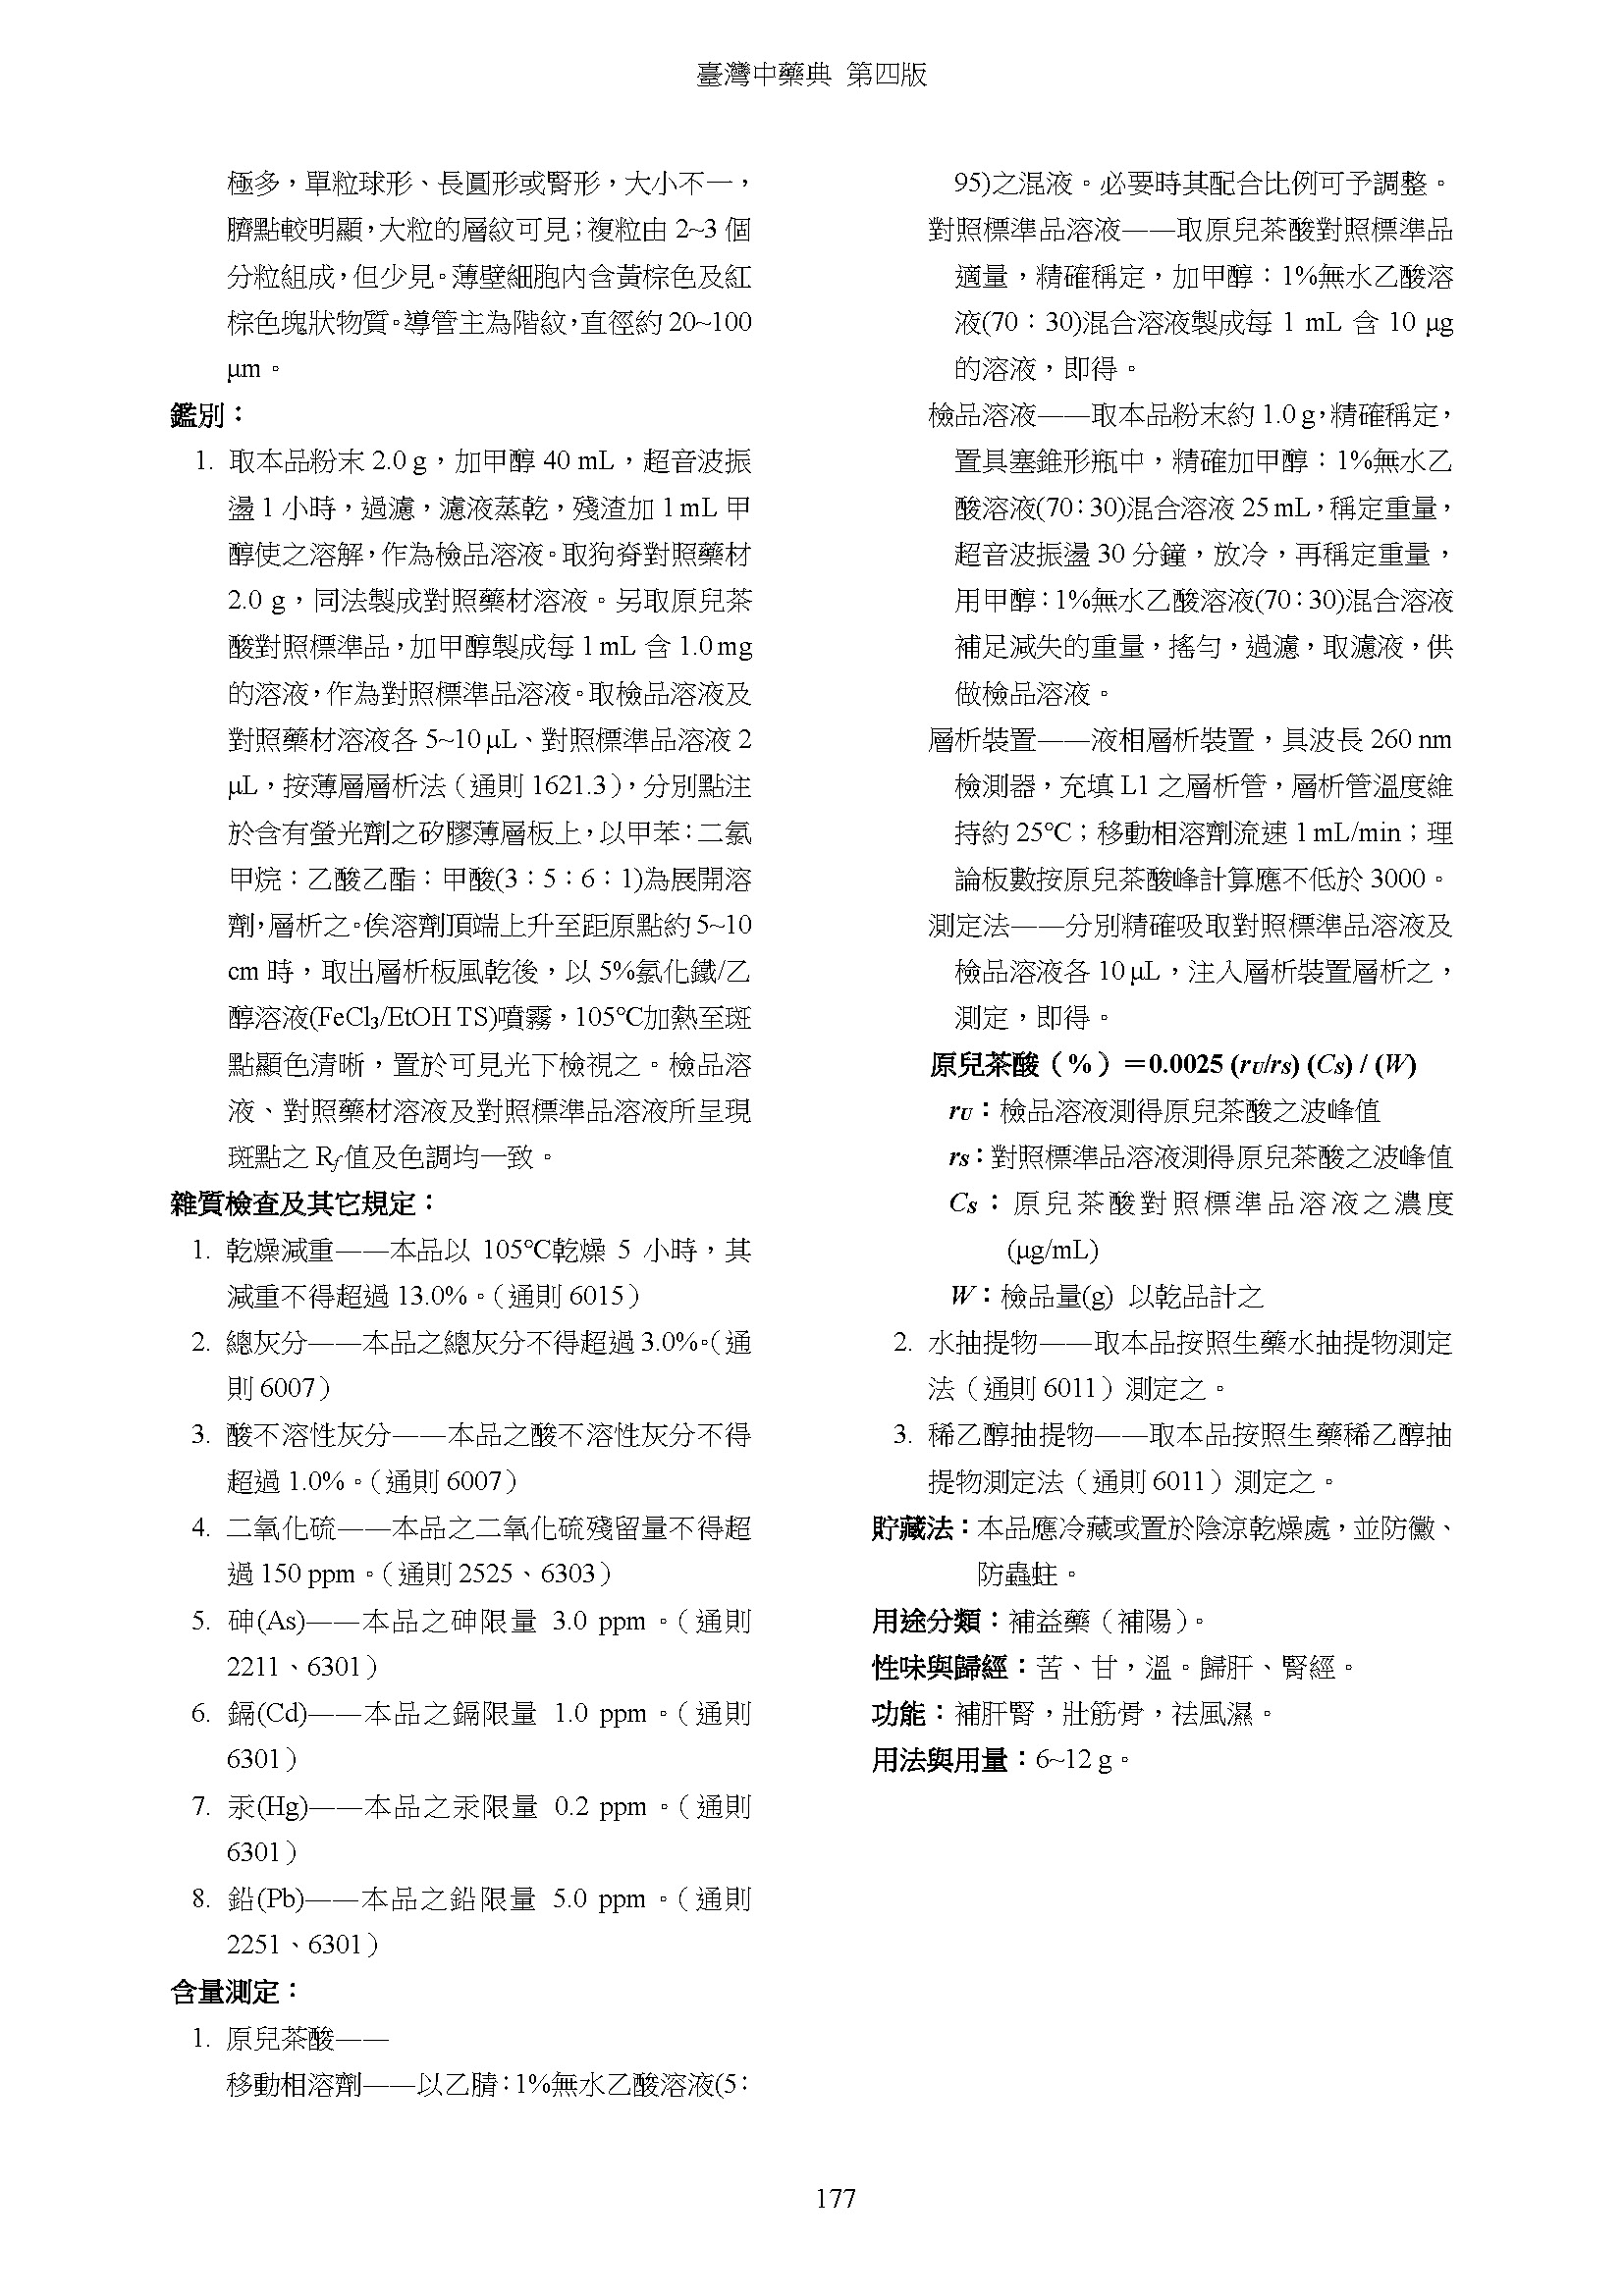 臺灣中藥典 第四版
極多，單粒球形、長圓形或腎形，大小不一，
臍點較明顯，大粒的層紋可見；複粒由 2~3 個
分粒組成，但少見。薄壁細胞內含黃棕色及紅
棕色塊狀物質。導管主為階紋，直徑約 20~100
μm。
鑑別：
1. 取本品粉末 2.0 g，加甲醇 40 mL，超音波振
盪 1 小時，過濾，濾液蒸乾，殘渣加 1 mL 甲
醇使之溶解，作為檢品溶液。取狗脊對照藥材
2.0 g，同法製成對照藥材溶液。另取原兒茶
酸對照標準品，加甲醇製成每 1 mL 含 1.0 mg
的溶液，作為對照標準品溶液。取檢品溶液及
對照藥材溶液各 5~10 μL、對照標準品溶液 2
μL，按薄層層析法（通則 1621.3），分別點注
於含有螢光劑之矽膠薄層板上，以甲苯：二氯
甲烷：乙酸乙酯：甲酸(3：5：6：1)為展開溶
劑，層析之。俟溶劑頂端上升至距原點約 5~10
cm 時，取出層析板風乾後，以 5%氯化鐵/乙
醇溶液(FeCl₃/EtOH TS)噴霧，105℃加熱至斑
點顯色清晰，置於可見光下檢視之。檢品溶
液、對照藥材溶液及對照標準品溶液所呈現
斑點之 Rf 值及色調均一致。
雜質檢查及其它規定：
1. 乾燥減重——本品以 105℃乾燥 5 小時，其
減重不得超過 13.0%。（通則 6015）
2. 總灰分——本品之總灰分不得超過 3.0%。（通
則 6007）
3. 酸不溶性灰分——本品之酸不溶性灰分不得
超過 1.0%。（通則 6007）
4. 二氧化硫——本品之二氧化硫殘留量不得超
過 150 ppm。（通則 2525、6303）
5. 砷(As)——本品之砷限量 3.0 ppm。（通則
2211、6301）
6. 鎘(Cd)——本品之鎘限量 1.0 ppm。（通則
6301）
7. 汞(Hg)——本品之汞限量 0.2 ppm。（通則
6301）
8. 鉛(Pb)——本品之鉛限量 5.0 ppm。（通則
2251、6301）
含量測定：
1. 原兒茶酸——
移動相溶劑——以乙腈：1%無水乙酸溶液(5：
95)之混液。必要時其配合比例可予調整。
對照標準品溶液——取原兒茶酸對照標準品
適量，精確稱定，加甲醇：1%無水乙酸溶
液(70：30)混合溶液製成每 1 mL 含 10 μg
的溶液，即得。
檢品溶液——取本品粉末約 1.0 g，精確稱定，
置具塞錐形瓶中，精確加甲醇：1%無水乙
酸溶液(70：30)混合溶液 25 mL，稱定重量，
超音波振盪 30 分鐘，放冷，再稱定重量，
用甲醇：1%無水乙酸溶液(70：30)混合溶液
補足減失的重量，搖勻，過濾，取濾液，供
做檢品溶液。
層析裝置——液相層析裝置，具波長 260 nm
檢測器，充填 L1 之層析管，層析管溫度維
持約 25℃；移動相溶劑流速 1 mL/min；理
論板數按原兒茶酸峰計算應不低於 3000。
測定法——分別精確吸取對照標準品溶液及
檢品溶液各 10 μL，注入層析裝置層析之，
測定，即得。
原兒茶酸（%）＝0.0025 (rU/rS) (CS) / (W)
rU：檢品溶液測得原兒茶酸之波峰值
rS：對照標準品溶液測得原兒茶酸之波峰值
CS：原兒茶酸對照標準品溶液之濃度
(μg/mL)
W：檢品量(g) 以乾品計之
2. 水抽提物——取本品按照生藥水抽提物測定
法（通則 6011）測定之。
3. 稀乙醇抽提物——取本品按照生藥稀乙醇抽
提物測定法（通則 6011）測定之。
貯藏法：本品應冷藏或置於陰涼乾燥處，並防黴、
防蟲蛀。
用途分類：補益藥（補陽）。
性味與歸經：苦、甘，溫。歸肝、腎經。
功能：補肝腎，壯筋骨，祛風濕。
用法與用量：6~12 g。
177